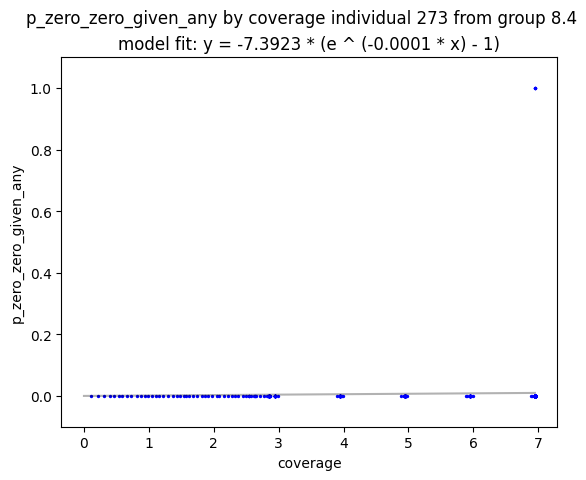 p_zero_zero_given_any by coverage individual 273 from group 8.4
model fit: y = -7.3923 * (e ^ (-0.0001 * x) - 1)
p_zero_zero_given_any
1.0
0.8
0.6
0.4
0.2
0.0
0 1 2 3 4 5 6 7
coverage